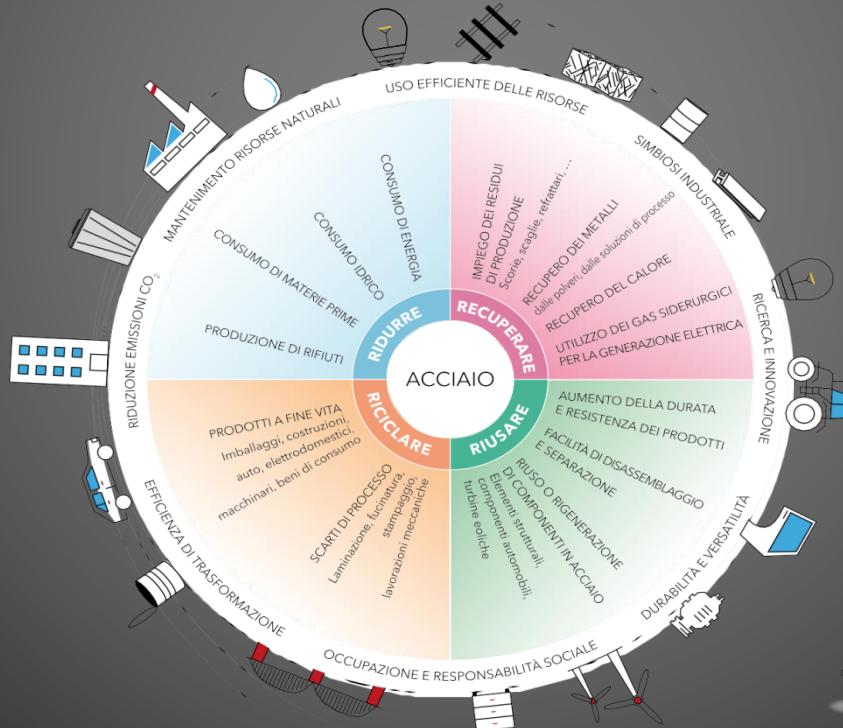 USO EFFICIENTE DELLE RISORSE
SIMBIOSI INDUSTRIALE
RICERCA E INNOVAZIONE
DURABILITÀ E VERSATILITÀ
OCCUPAZIONE E RESPONSABILITÀ SOCIALE
EFFICIENZA DI TRASFORMAZIONE
RIDUZIONE EMISSIONI CO₂
MANTENIMENTO RISORSE NATURALI
ACCIAIO
RIDURRE
CONSUMO DI ENERGIA
CONSUMO IDRICO
CONSUMO DI MATERIE PRIME
PRODUZIONE DI RIFIUTI
RECUPERARE
IMPIEGO DEI RESIDUI
DI PRODUZIONE
Scorie, scaglie, refrattari, ...
RECUPERO DEI METALLI
dalle polveri, dalle soluzioni di processo
RECUPERO DEL CALORE
UTILIZZO DEI GAS SIDERURGICI
PER LA GENERAZIONE ELETTRICA
RIUSARE
AUMENTO DELLA DURATA
E RESISTENZA DEI PRODOTTI
FACILITÀ DI DISASSEMBLAGGIO
E SEPARAZIONE
RIUSO O RIGENERAZIONE
DI COMPONENTI IN ACCIAIO
Elementi strutturali,
componenti automobili,
turbine eoliche
RICICLARE
PRODOTTI A FINE VITA
Imballaggi, costruzioni,
auto, elettrodomestici,
macchinari, beni di consumo
SCARTI DI PROCESSO
Laminazione, fucinatura,
stampaggio,
lavorazioni meccaniche